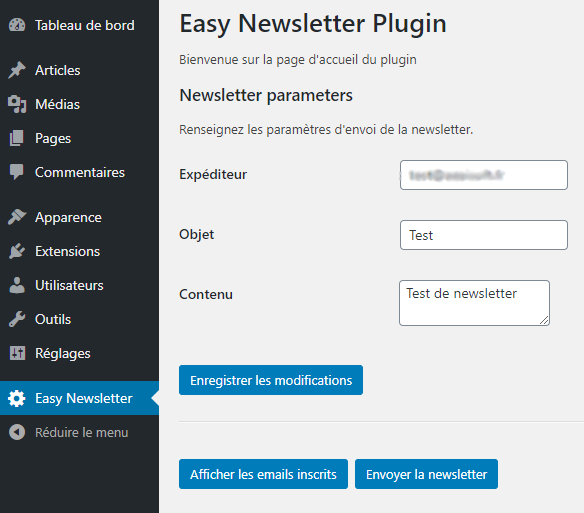 Tableau de bord
Articles
Médias
Pages
Commentaires
Apparence
Extensions
Utilisateurs
Outils
Réglages
Easy Newsletter
Réduire le menu
Easy Newsletter Plugin
Bienvenue sur la page d'accueil du plugin
Newsletter parameters
Renseignez les paramètres d'envoi de la newsletter.
Expéditeur
Objet
Test
Contenu
Test de newsletter
Enregistrer les modifications
Afficher les emails inscrits
Envoyer la newsletter